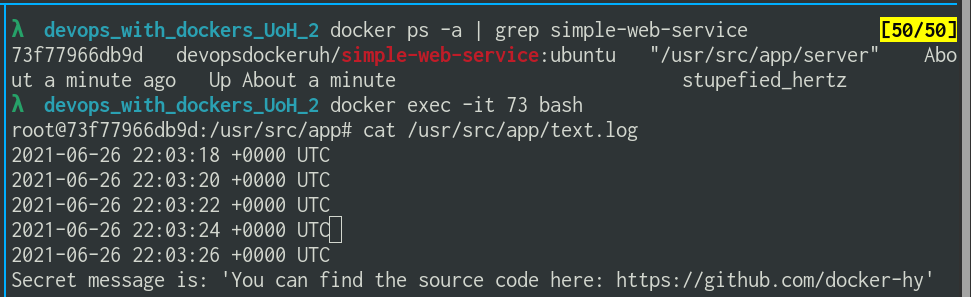 λ  devops_with_dockers_UoH_2 docker ps -a | grep simple-web-service [50/50]
73f77966db9d   devopsdockeruh/simple-web-service:ubuntu   "/usr/src/app/server"    Abo
ut a minute ago   Up About a minute                          stupefied_hertz
λ  devops_with_dockers_UoH_2 docker exec -it 73 bash
root@73f77966db9d:/usr/src/app# cat /usr/src/app/text.log
2021-06-26 22:03:18 +0000 UTC
2021-06-26 22:03:20 +0000 UTC
2021-06-26 22:03:22 +0000 UTC
2021-06-26 22:03:24 +0000 UTC
2021-06-26 22:03:26 +0000 UTC
Secret message is: 'You can find the source code here: https://github.com/docker-hy'